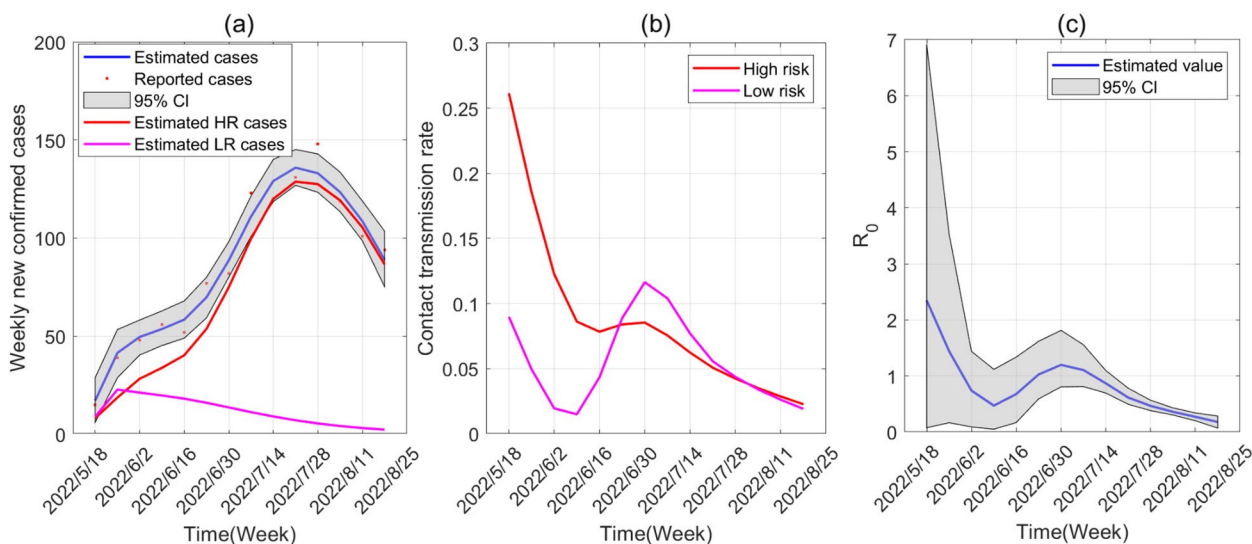 (a)
200
150
100
50
0
Weekly new confirmed cases
Estimated cases
Reported cases
95% CI
Estimated HR cases
Estimated LR cases
2022/5/18
2022/6/2
2022/6/16
2022/6/30
2022/7/14
2022/7/28
2022/8/11
2022/8/25
Time(Week)
(b)
0.3
0.25
0.2
0.15
0.1
0.05
0
Contact transmission rate
High risk
Low risk
2022/5/18
2022/6/2
2022/6/16
2022/6/30
2022/7/14
2022/7/28
2022/8/11
2022/8/25
Time(Week)
(c)
7
6
5
4
3
2
1
0
R0
Estimated value
95% CI
2022/5/18
2022/6/2
2022/6/16
2022/6/30
2022/7/14
2022/7/28
2022/8/11
2022/8/25
Time(Week)